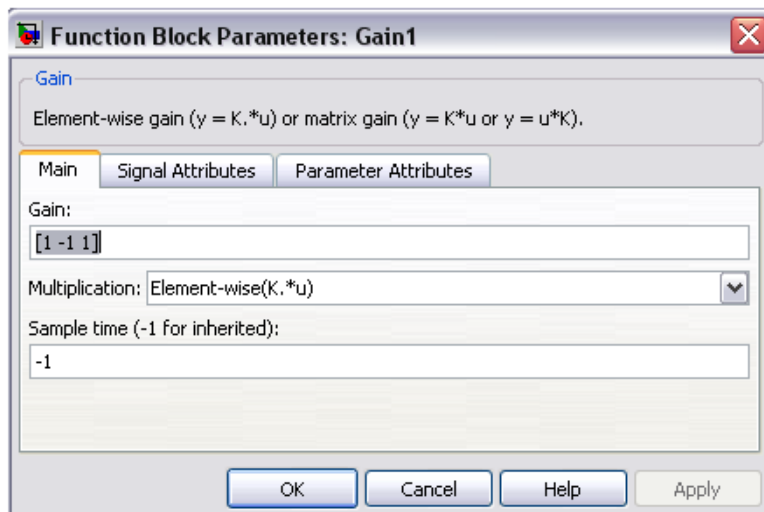 Function Block Parameters: Gain1
Gain
Element-wise gain (y = K.*u) or matrix gain (y = K*u or y = u*K).
Main Signal Attributes Parameter Attributes
Gain:
[1 -1 1]
Multiplication: Element-wise(K.*u)
Sample time (-1 for inherited):
-1
OK Cancel Help Apply